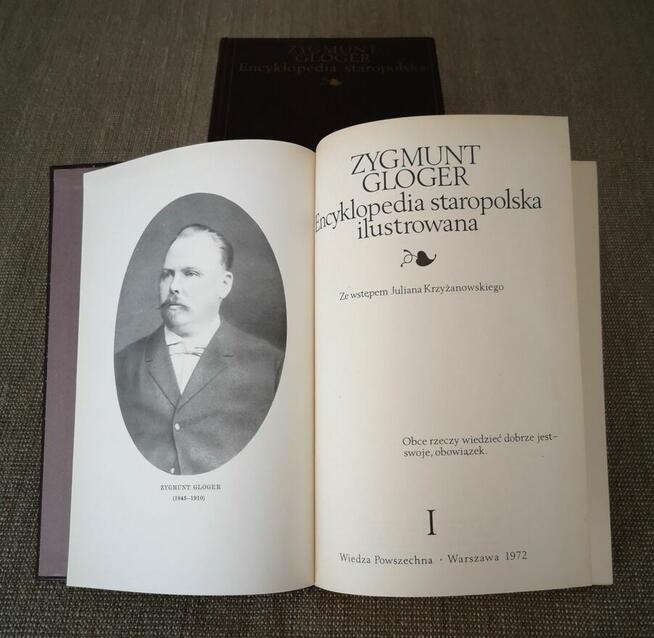 ZYGMUNT
GLOGER
Encyklopedia staropolska
ZYGMUNT
GLOGER
Encyklopedia staropolska
ilustrowana
Ze wstępem Juliana Krzyżanowskiego
Obce rzeczy wiedzieć dobrze jest–
swoje, obowiązek.
I
Wiedza Powszechna · Warszawa 1972
ZYGMUNT GLOGER
(1845–1910)